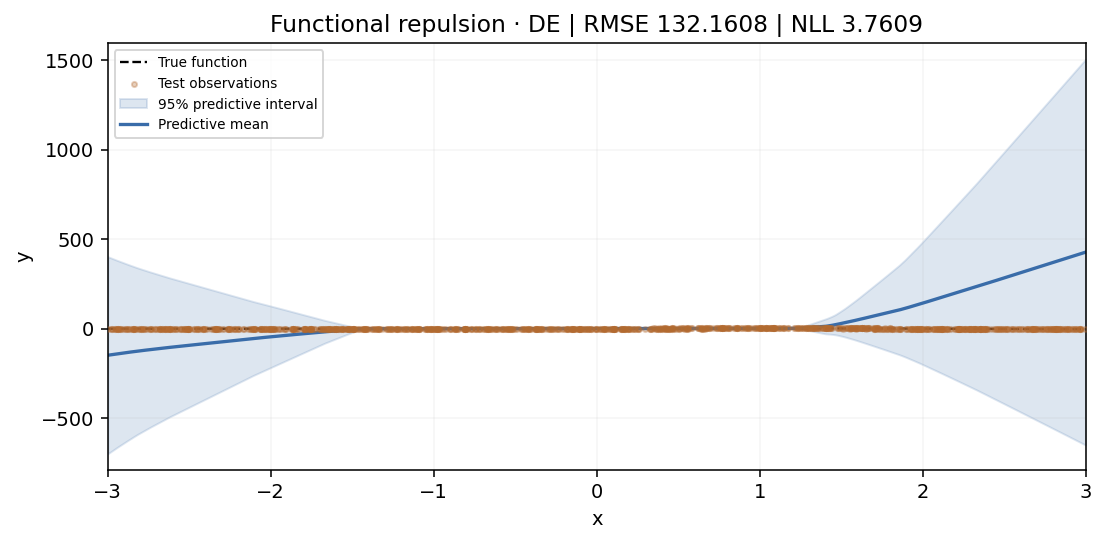 Functional repulsion · DE | RMSE 132.1608 | NLL 3.7609
True function
Test observations
95% predictive interval
Predictive mean
1500
1000
500
0
−500
y
−3
−2
−1
0
1
2
3
x